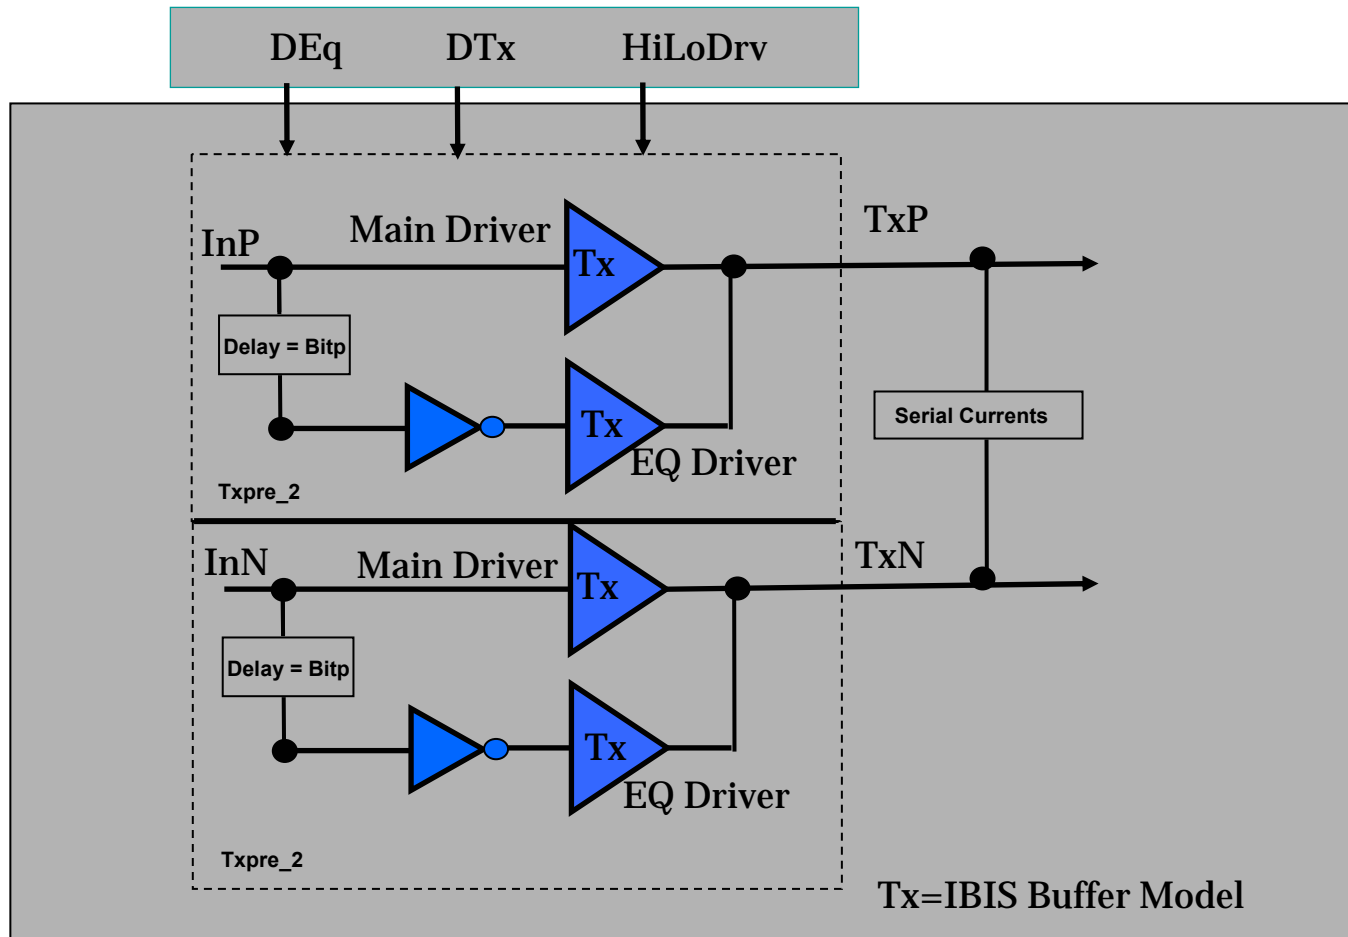 DEq DTx HiLoDrv
InP Main Driver Tx TxP
Delay = Bitp
Serial Currents
Tx
EQ Driver
Txpre_2
InN Main Driver Tx TxN
Delay = Bitp
Tx
EQ Driver
Txpre_2
Tx=IBIS Buffer Model